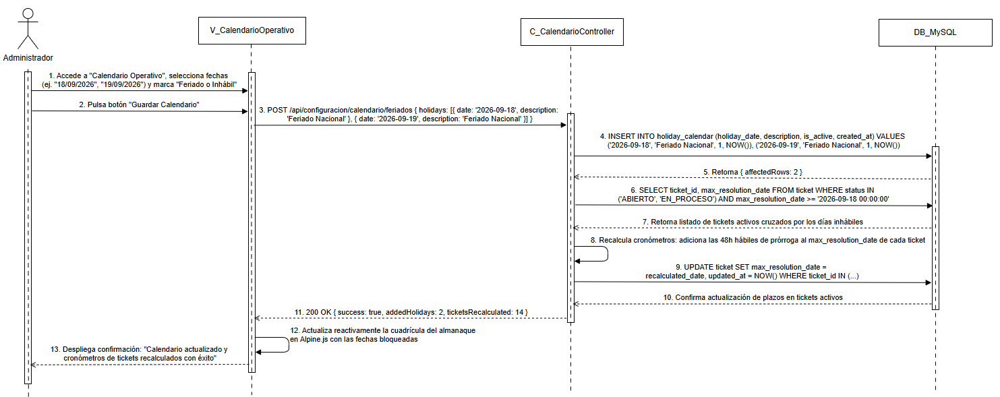 V_CalendarioOperativo
C_CalendarioController
DB_MySQL
Administrador
1. Accede a "Calendario Operativo", selecciona fechas
(ej. "18/09/2026", "19/09/2026") y marca "Feriado o Inhábil"
2. Pulsa botón "Guardar Calendario"
3. POST /api/configuracion/calendario/feriados { holidays: [{ date: '2026-09-18', description:
'Feriado Nacional' }, { date: '2026-09-19', description: 'Feriado Nacional' }] }
4. INSERT INTO holiday_calendar (holiday_date, description, is_active, created_at) VALUES
('2026-09-18', 'Feriado Nacional', 1, NOW()), ('2026-09-19', 'Feriado Nacional', 1, NOW())
5. Retorna { affectedRows: 2 }
6. SELECT ticket_id, max_resolution_date FROM ticket WHERE status IN
('ABIERTO', 'EN_PROCESO') AND max_resolution_date >= '2026-09-18 00:00:00'
7. Retorna listado de tickets activos cruzados por los días inhábiles
8. Recalcula cronómetros: adiciona las 48h hábiles de prórroga al max_resolution_date de cada ticket
9. UPDATE ticket SET max_resolution_date =
recalculated_date, updated_at = NOW() WHERE ticket_id IN (...)
10. Confirma actualización de plazos en tickets activos
11. 200 OK { success: true, addedHolidays: 2, ticketsRecalculated: 14 }
12. Actualiza reactivamente la cuadrícula del almanaque
en Alpine.js con las fechas bloqueadas
13. Despliega confirmación: "Calendario actualizado y
cronómetros de tickets recalculados con éxito"